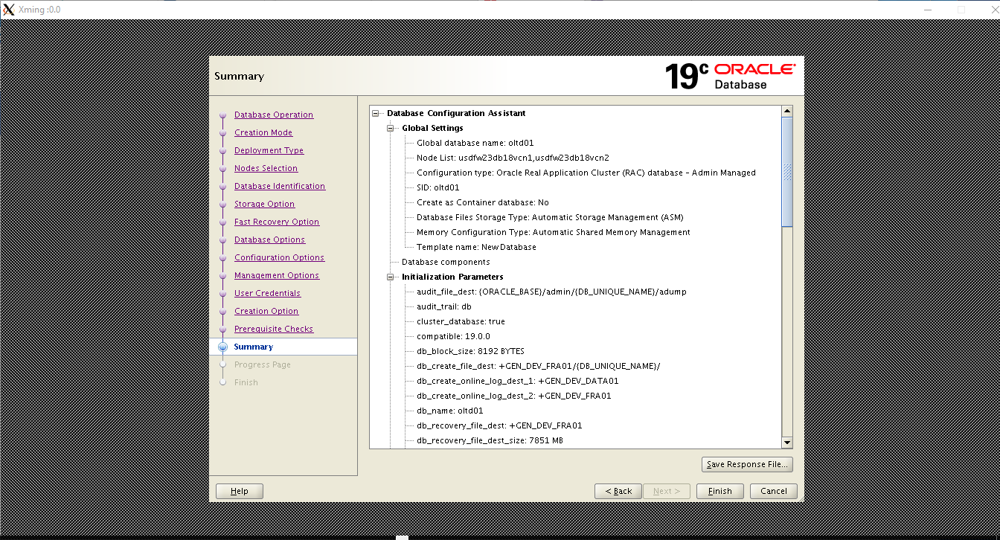 Xming :0.0
Summary
19c ORACLE
Database
Database Operation
Creation Mode
Deployment Type
Nodes Selection
Database Identification
Storage Option
Fast Recovery Option
Database Options
Configuration Options
Management Options
User Credentials
Creation Option
Prerequisite Checks
Summary
Progress Page
Finish
Database Configuration Assistant
Global Settings
Global database name: oltd01
Node List: usdfw23db18vcn1,usdfw23db18vcn2
Configuration type: Oracle Real Application Cluster (RAC) database - Admin Managed
SID: oltd01
Create as Container database: No
Database Files Storage Type: Automatic Storage Management (ASM)
Memory Configuration Type: Automatic Shared Memory Management
Template name: New Database
Database components
Initialization Parameters
audit_file_dest: {ORACLE_BASE}/admin/{DB_UNIQUE_NAME}/adump
audit_trail: db
cluster_database: true
compatible: 19.0.0
db_block_size: 8192 BYTES
db_create_file_dest: +GEN_DEV_FRA01/{DB_UNIQUE_NAME}/
db_create_online_log_dest_1: +GEN_DEV_DATA01
db_create_online_log_dest_2: +GEN_DEV_FRA01
db_name: oltd01
db_recovery_file_dest: +GEN_DEV_FRA01
db_recovery_file_dest_size: 7851 MB
Save Response File...
Help
< Back
Next >
Finish
Cancel